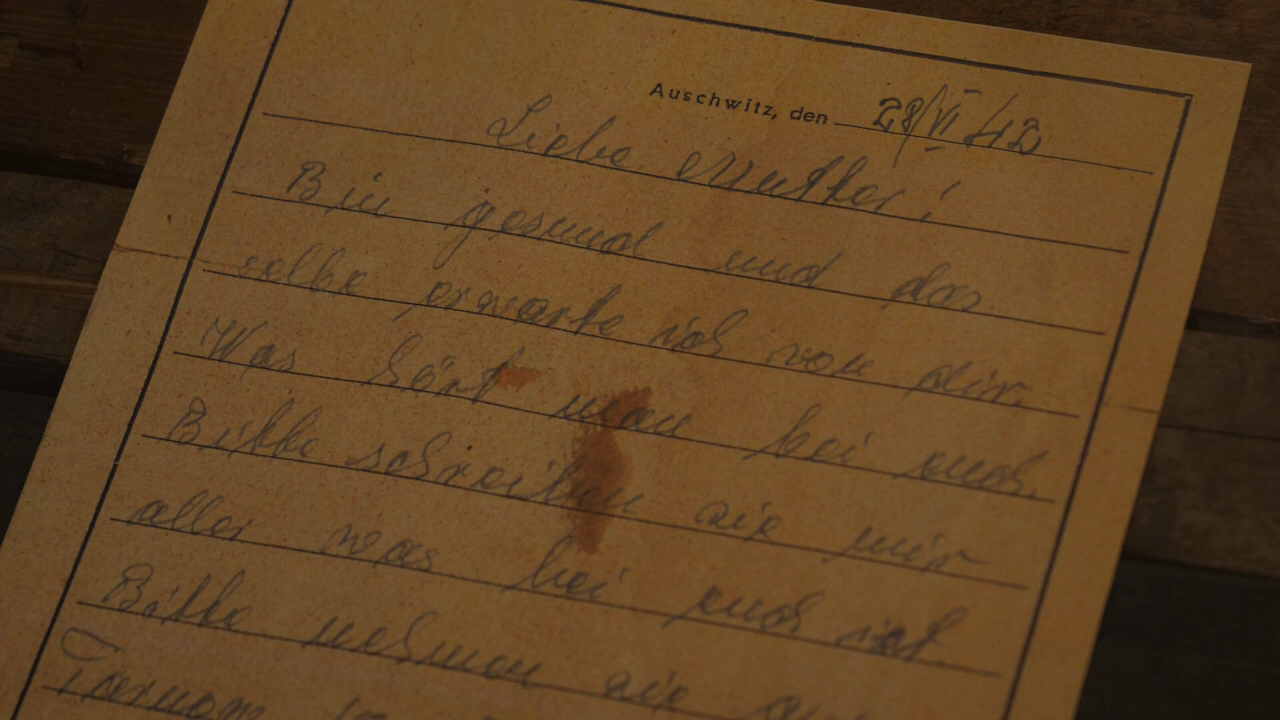 Auschwitz, den 28/VI 42
Liebe Mutter!
Bin gesund und das
selbe erwarte ich von dir.
Was hört man bei euch.
Bitte schreiben sie mir
alles was bei euch ist.
Bitte nehmen sie